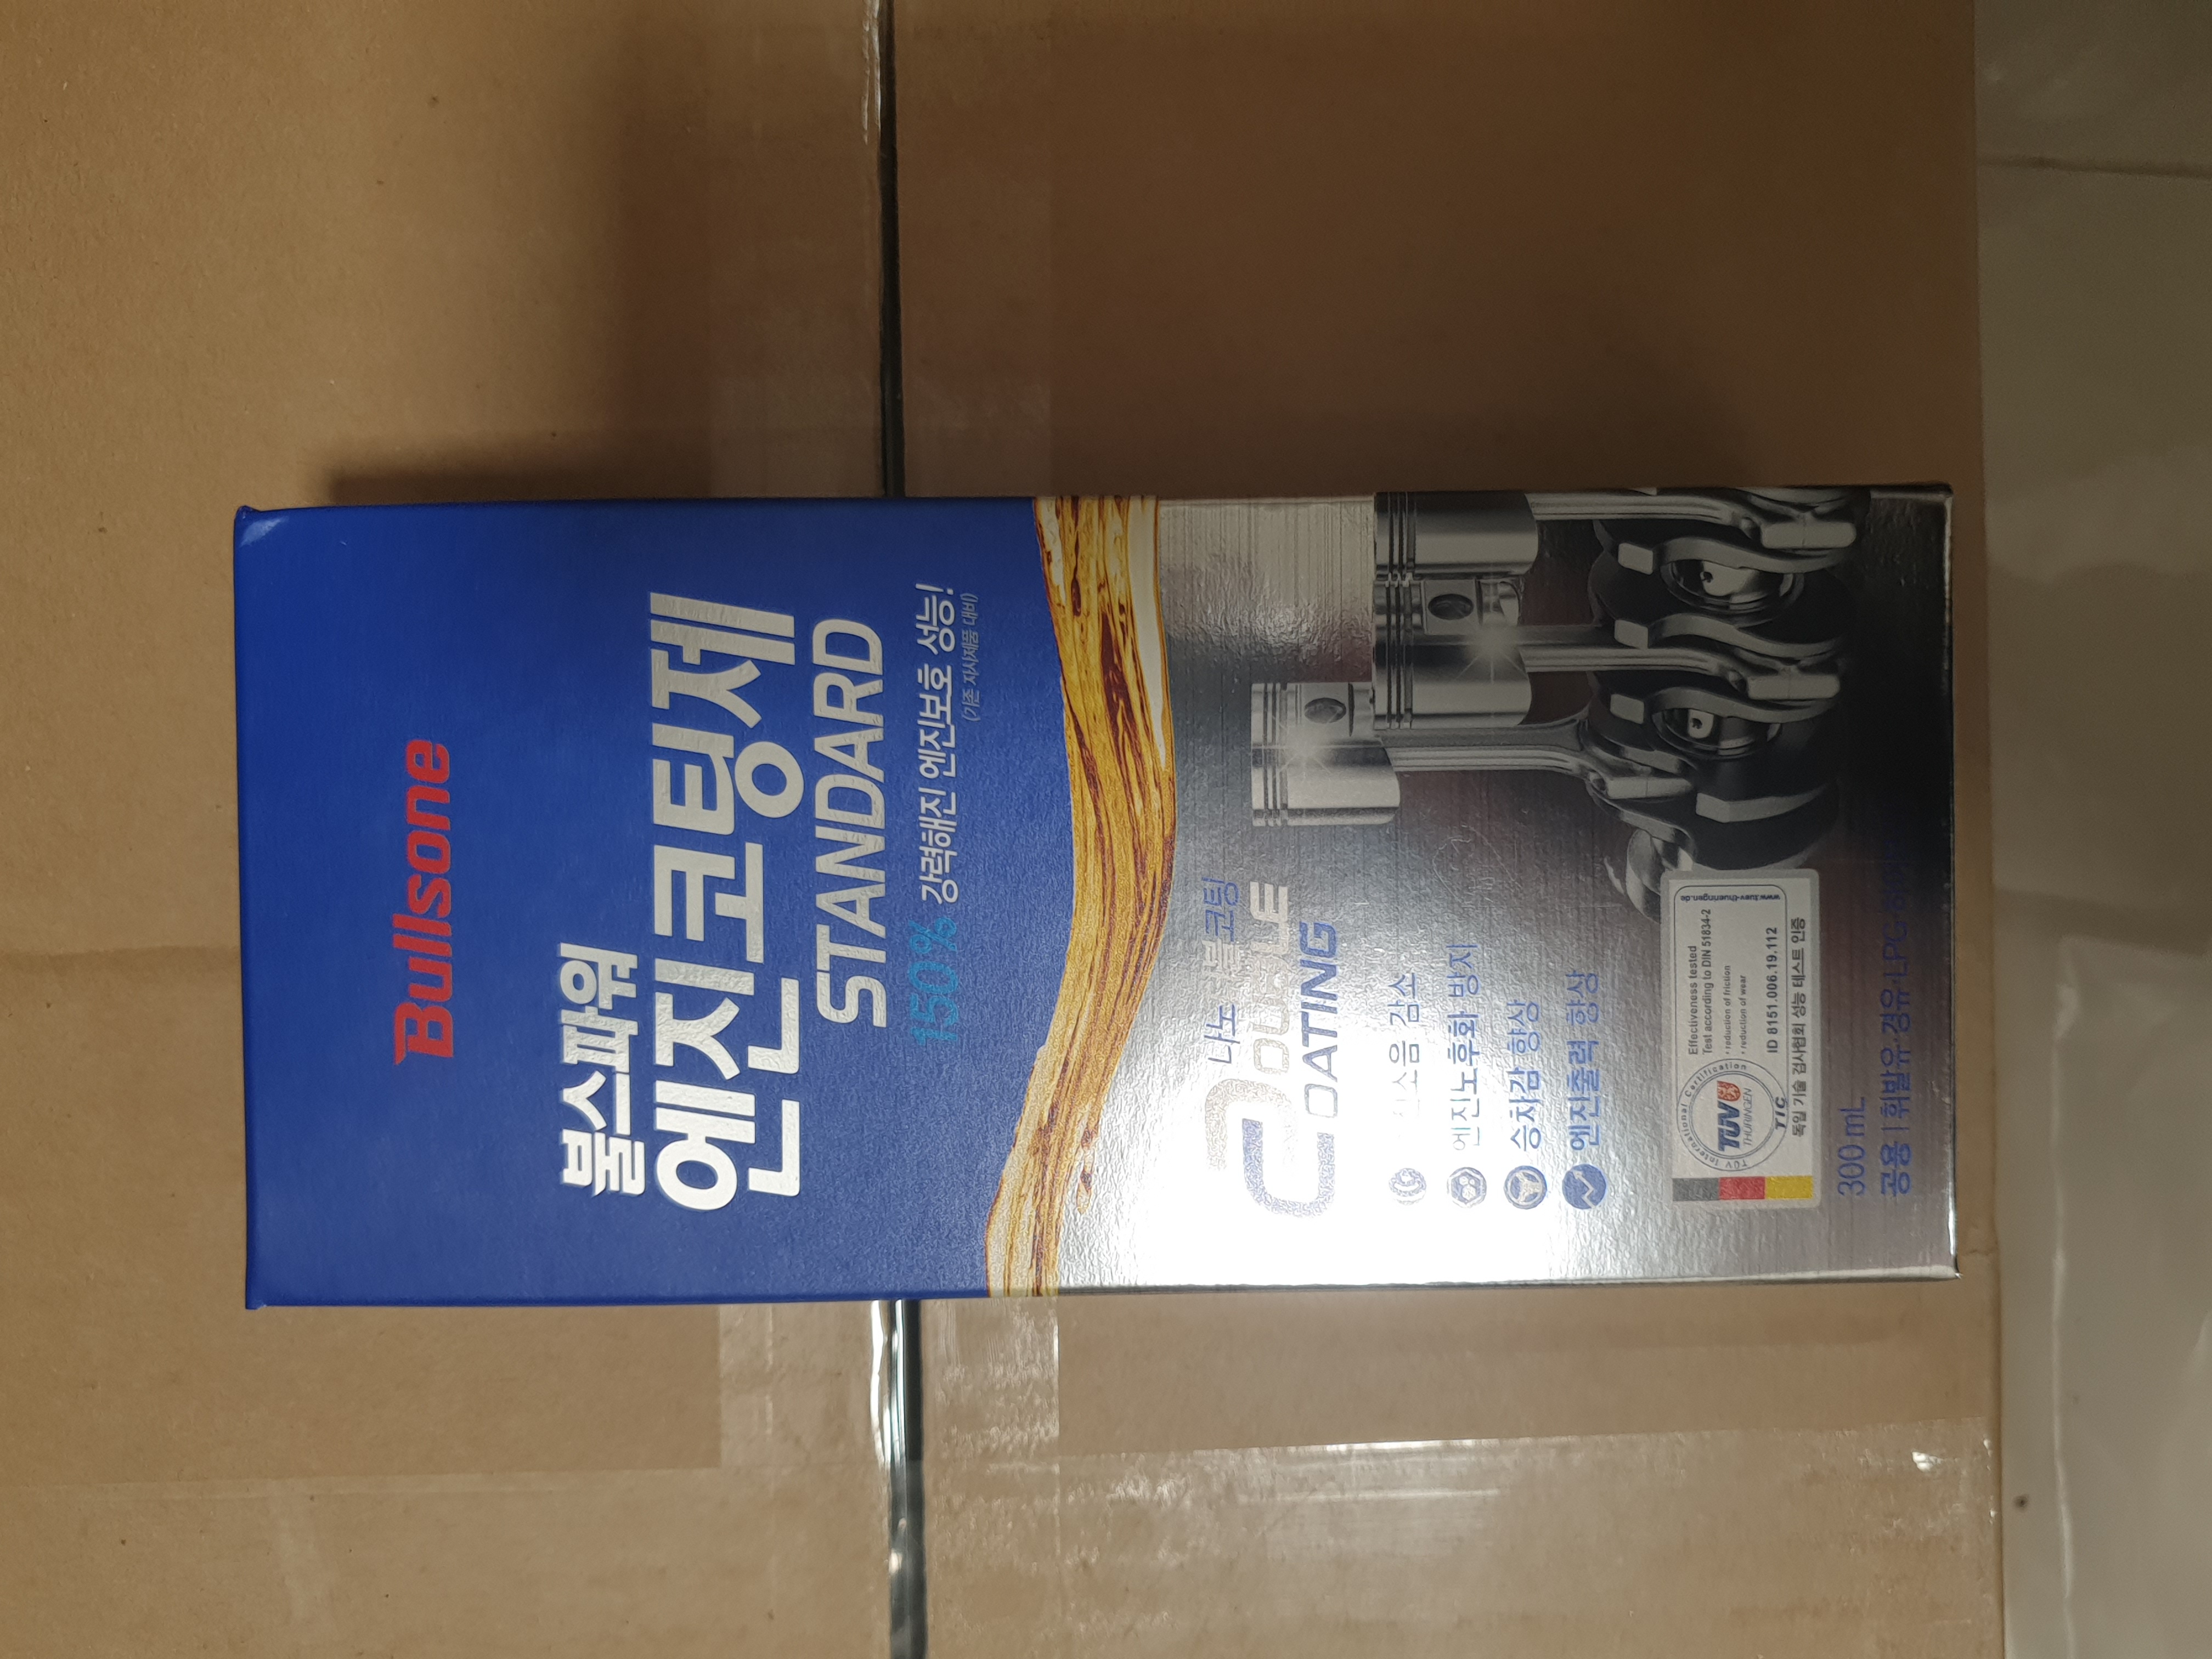 Bullsone
불스파워
엔진코팅제
STANDARD
150% 강력해진 엔진보호 성능!
(기존 자사제품 대비)
나노 더블코팅
DOUBLE
COATING
진소음 감소
엔진노후화 방지
승차감 향상
엔진출력 향상
TÜV International Certification
TÜV
THÜRINGEN
TIC
Effectiveness tested
Test according to DIN 51834-2
• reduction of friction
• reduction of wear
ID 8151.006.19.112
www.tuev-thueringen.de
독일 기술 검사협회 성능 테스트 인증
300 mL
공용 | 휘발유·경유·LPG